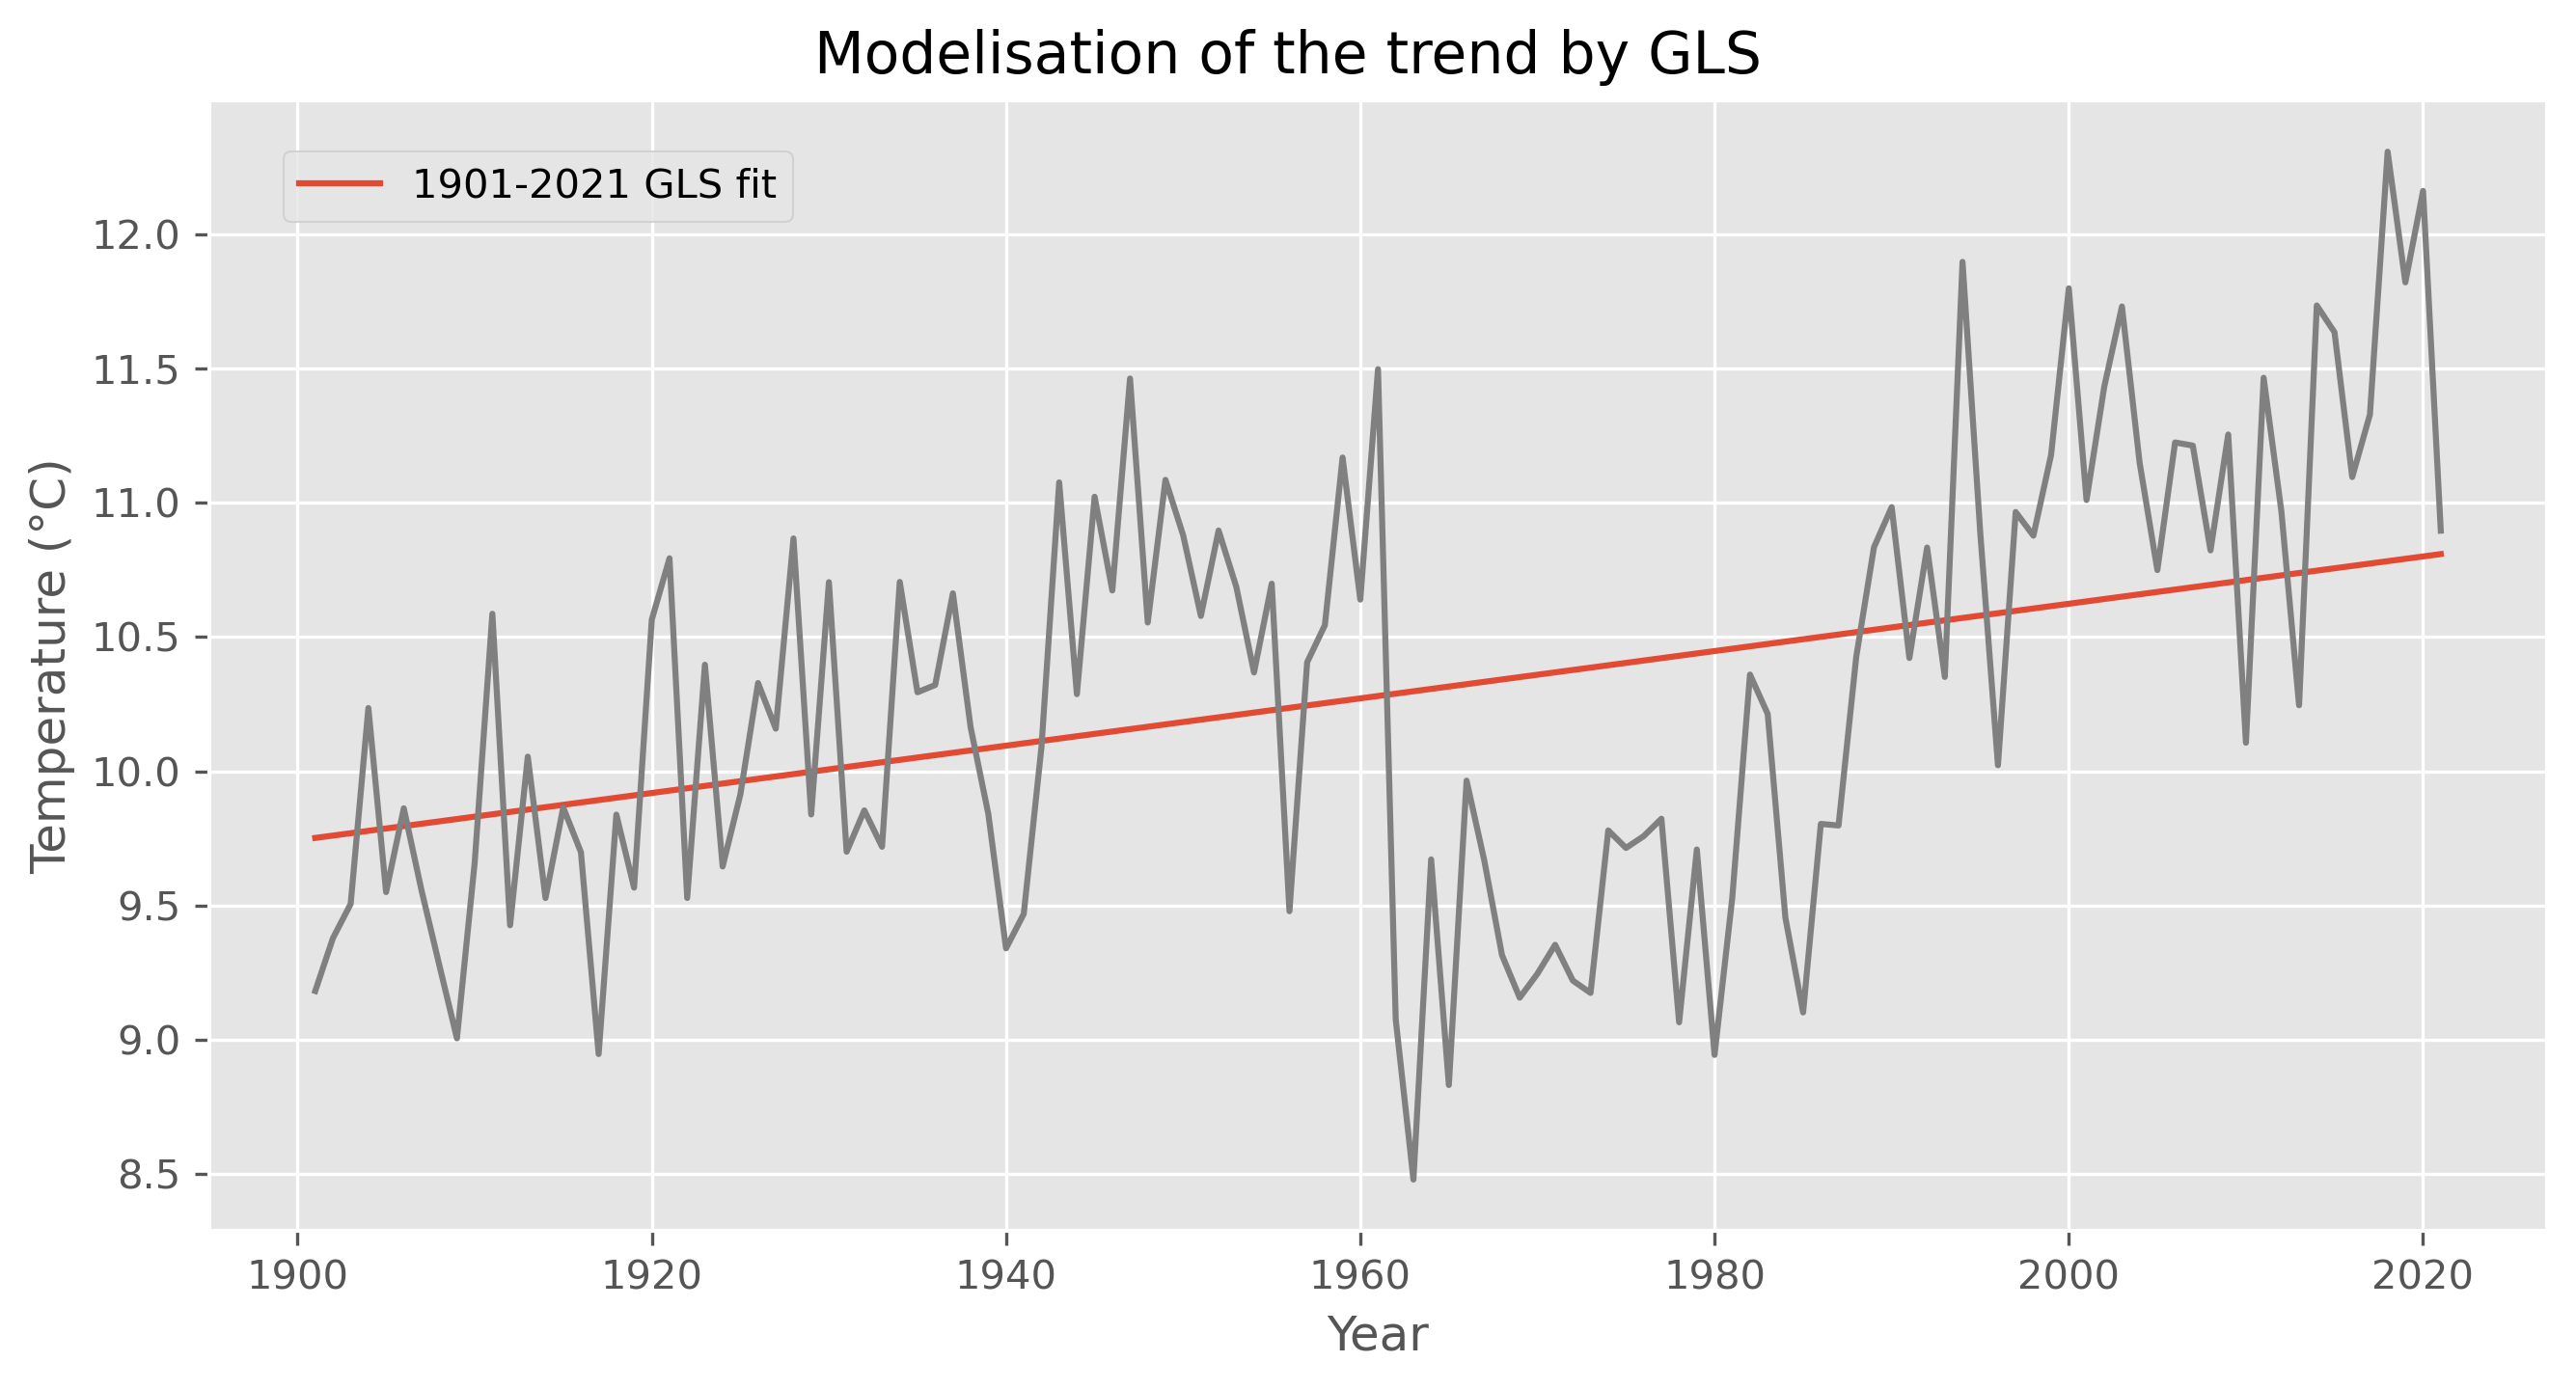 Modelisation of the trend by GLS
1901-2021 GLS fit
Temperature (°C)
12.0
11.5
11.0
10.5
10.0
9.5
9.0
8.5
1900 1920 1940 1960 1980 2000 2020
Year